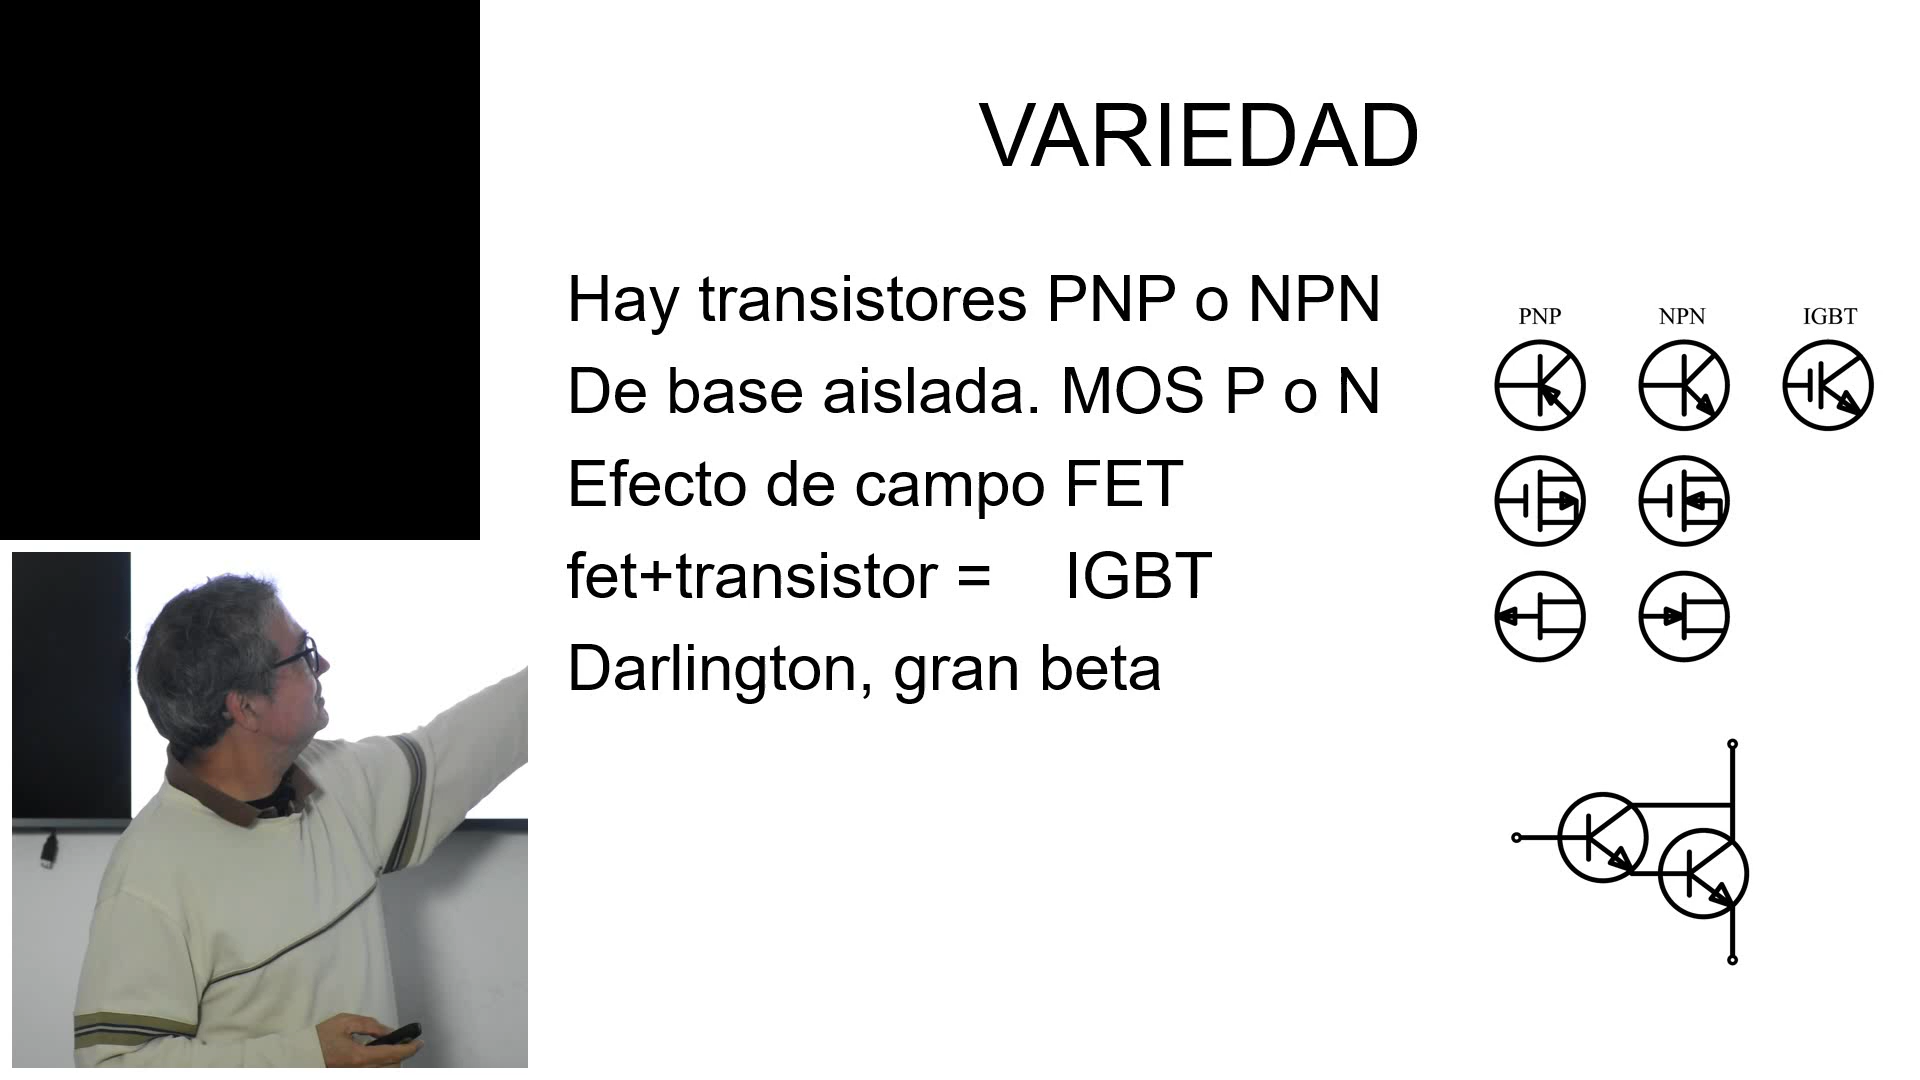 VARIEDAD
Hay transistores PNP o NPN
De base aislada. MOS P o N
Efecto de campo FET
fet+transistor = IGBT
Darlington, gran beta
PNP NPN IGBT